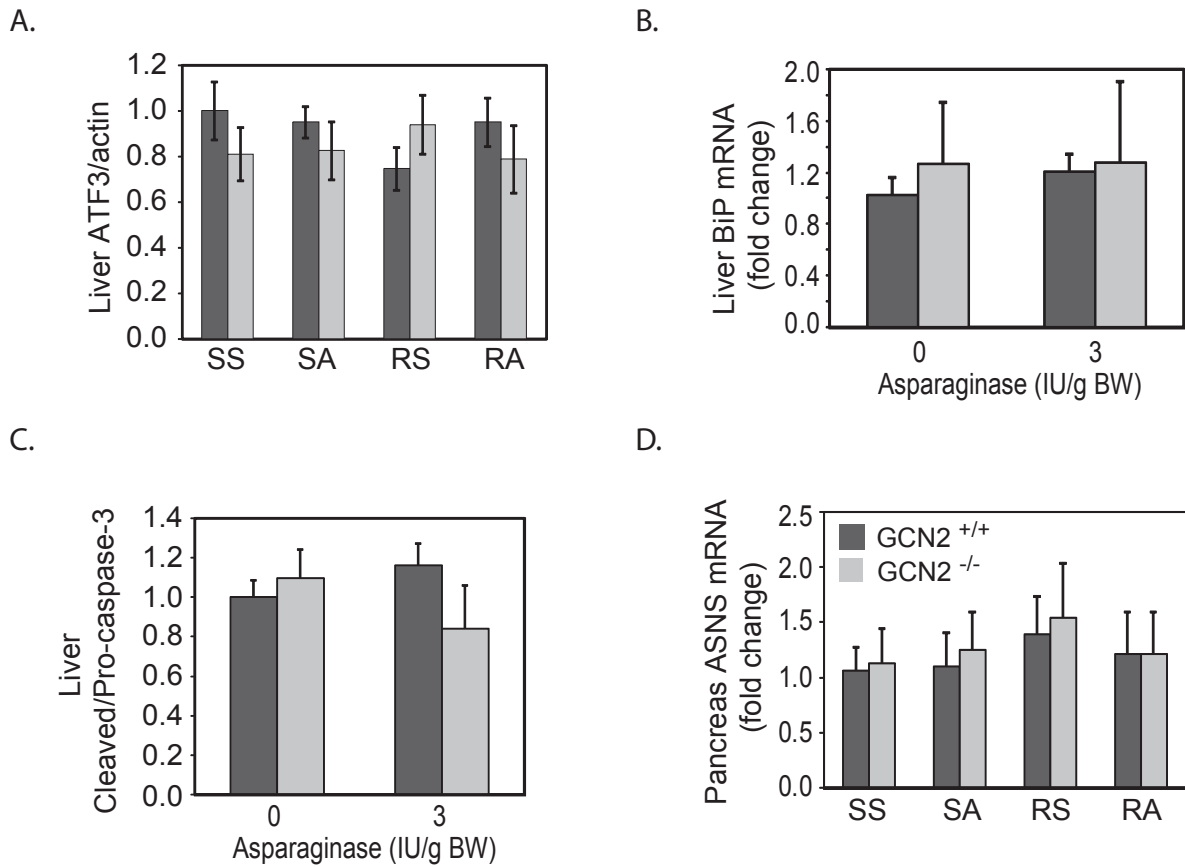 A.
Liver ATF3/actin
1.2
1.0
0.8
0.6
0.4
0.2
0.0
SS SA RS RA
B.
Liver BiP mRNA
(fold change)
2.0
1.6
1.2
0.8
0.4
0.0
0 3
Asparaginase (IU/g BW)
C.
Liver
Cleaved/Pro-caspase-3
1.4
1.2
1.0
0.8
0.6
0.4
0.2
0.0
0 3
Asparaginase (IU/g BW)
D.
Pancreas ASNS mRNA
(fold change)
2.5
2.0
1.5
1.0
0.5
0.0
GCN2 +/+
GCN2 -/-
SS SA RS RA